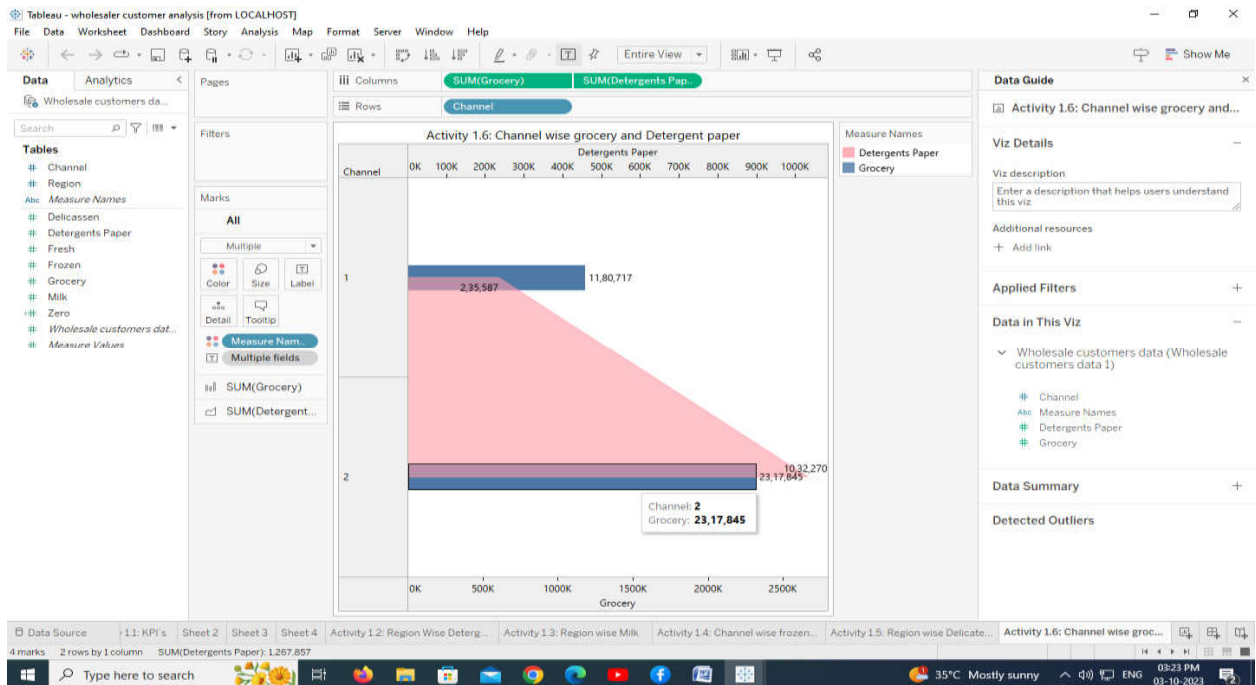 Tableau - wholesaler customer analysis [from LOCALHOST]
File Data Worksheet Dashboard Story Analysis Map Format Server Window Help
Entire View
Show Me
Data Analytics
Wholesale customers da...
Search
Tables
Channel
Region
Abc Measure Names
Delicassen
Detergents Paper
Fresh
Frozen
Grocery
Milk
Zero
Wholesale customers dat...
Measure Values
Pages
Filters
Marks
All
Multiple
Color Size Label
Detail Tooltip
Measure Nam..
Multiple fields
SUM(Grocery)
SUM(Detergent...
Columns SUM(Grocery) SUM(Detergents Pap..
Rows Channel
Activity 1.6: Channel wise grocery and Detergent paper
Detergents Paper
Channel 0K 100K 200K 300K 400K 500K 600K 700K 800K 900K 1000K
1
11,80,717
2,35,587
2
10,32,270
23,17,845
Channel: 2
Grocery: 23,17,845
0K 500K 1000K 1500K 2000K 2500K
Grocery
Measure Names
Detergents Paper
Grocery
Data Guide
Activity 1.6: Channel wise grocery and...
Viz Details
Viz description
Enter a description that helps users understand
this viz
Additional resources
+ Add link
Applied Filters
Data in This Viz
Wholesale customers data (Wholesale
customers data 1)
Channel
Abc Measure Names
Detergents Paper
Grocery
Data Summary
Detected Outliers
Data Source 1.1: KPI's Sheet 2 Sheet 3 Sheet 4 Activity 1.2: Region Wise Deterg... Activity 1.3: Region wise Milk Activity 1.4: Channel wise frozen... Activity 1.5: Region wise Delicate... Activity 1.6: Channel wise groc...
4 marks 2 rows by 1 column SUM(Detergents Paper): 1,267,857
Type here to search
35°C Mostly sunny
ENG
03:23 PM
03-10-2023
2